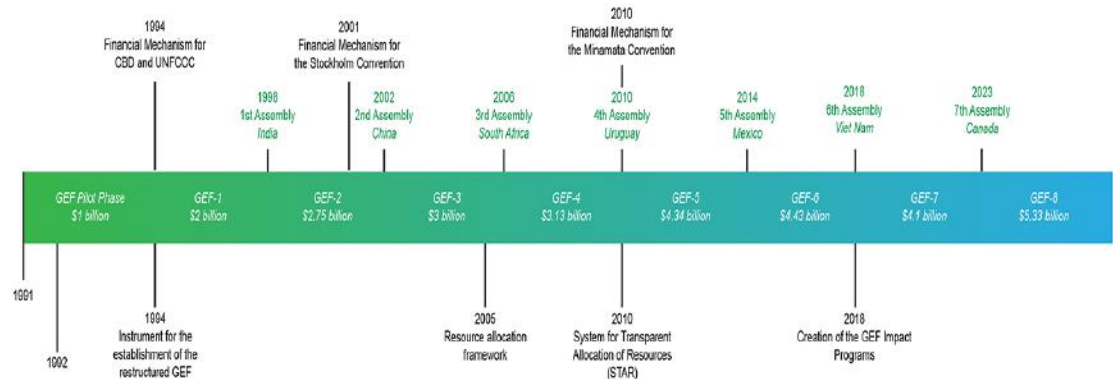 1994
Financial Mechanism for
CBD and UNFCCC
2001
Financial Mechanism for
the Stockholm Convention
2010
Financial Mechanism for
the Minamata Convention
1998
1st Assembly
India
2002
2nd Assembly
China
2006
3rd Assembly
South Africa
2010
4th Assembly
Uruguay
2014
5th Assembly
Mexico
2018
6th Assembly
Viet Nam
2023
7th Assembly
Canada
GEF Pilot Phase
$1 billion
GEF-1
$2 billion
GEF-2
$2.75 billion
GEF-3
$3 billion
GEF-4
$3.13 billion
GEF-5
$4.34 billion
GEF-6
$4.43 billion
GEF-7
$4.1 billion
GEF-8
$5.33 billion
1991
1992
1994
Instrument for the
establishment of the
restructured GEF
2005
Resource allocation
framework
2010
System for Transparent
Allocation of Resources
(STAR)
2018
Creation of the GEF Impact
Programs